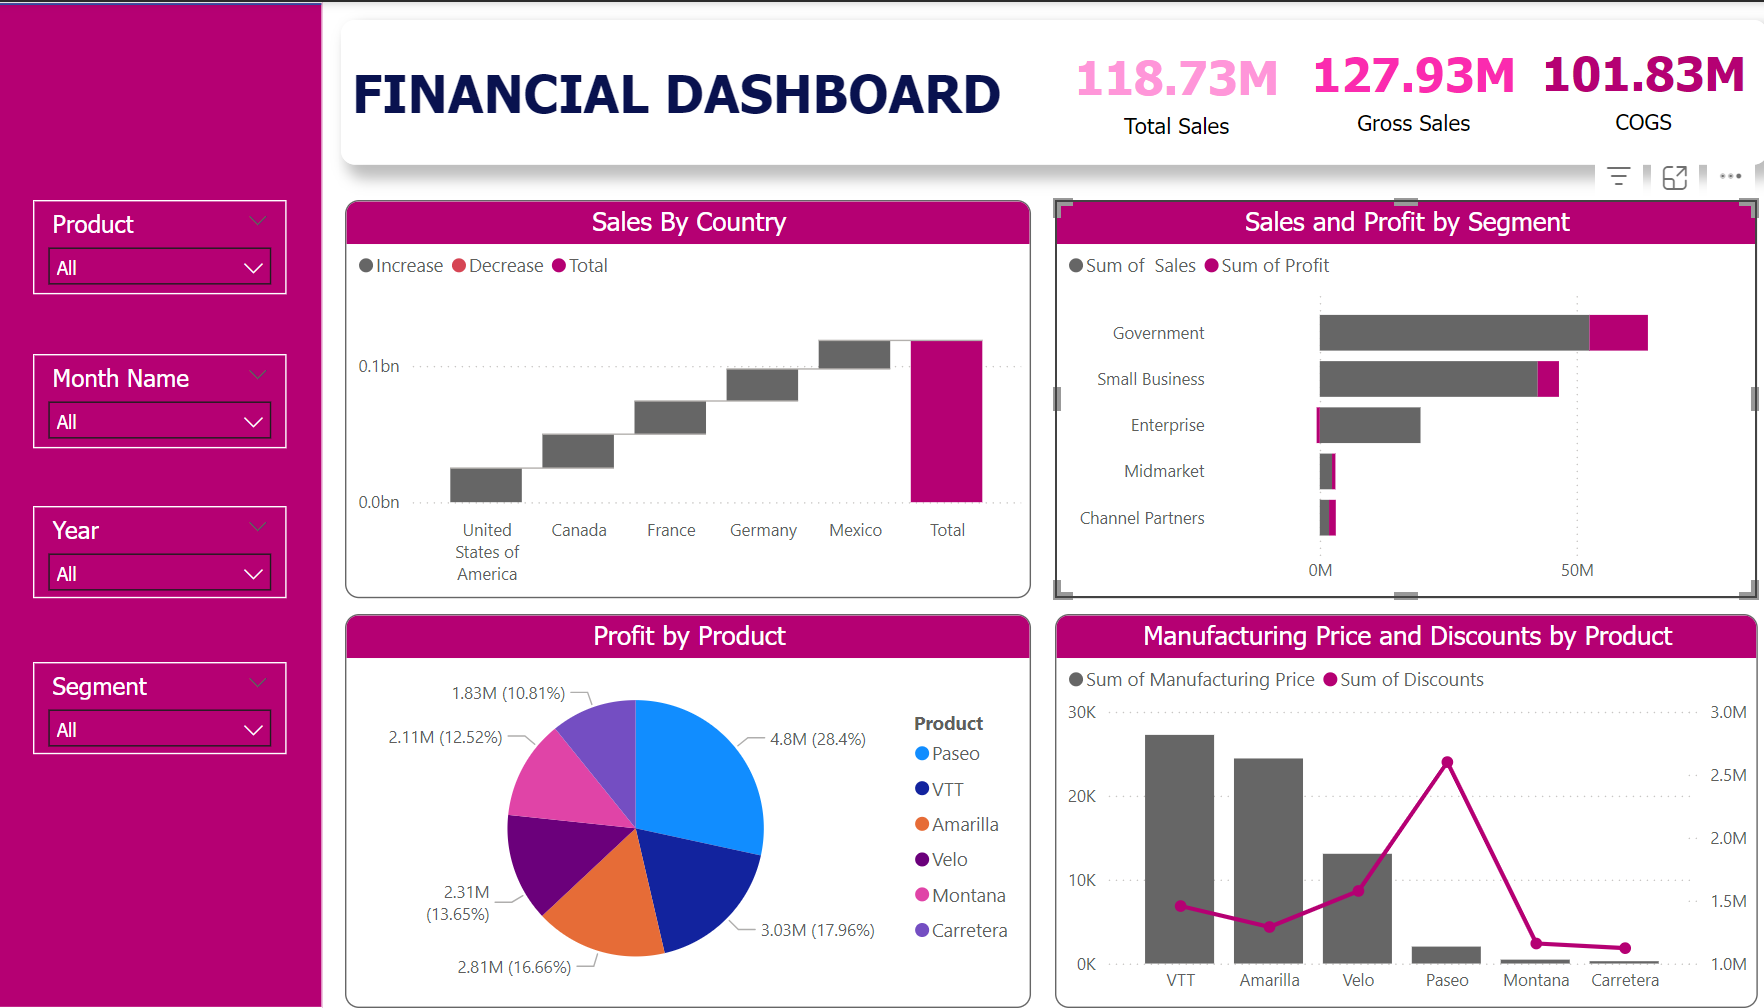 FINANCIAL DASHBOARD
118.73M
Total Sales
127.93M
Gross Sales
101.83M
COGS
Product
All
Month Name
All
Year
All
Segment
All
Sales By Country
Increase Decrease Total
0.1bn
0.0bn
United
States of
America
Canada
France
Germany
Mexico
Total
Sales and Profit by Segment
Sum of  Sales Sum of Profit
Government
Small Business
Enterprise
Midmarket
Channel Partners
0M
50M
Profit by Product
1.83M (10.81%)
2.11M (12.52%)
4.8M (28.4%)
2.31M
(13.65%)
3.03M (17.96%)
2.81M (16.66%)
Product
Paseo
VTT
Amarilla
Velo
Montana
Carretera
Manufacturing Price and Discounts by Product
Sum of Manufacturing Price Sum of Discounts
30K
20K
10K
0K
3.0M
2.5M
2.0M
1.5M
1.0M
VTT
Amarilla
Velo
Paseo
Montana
Carretera